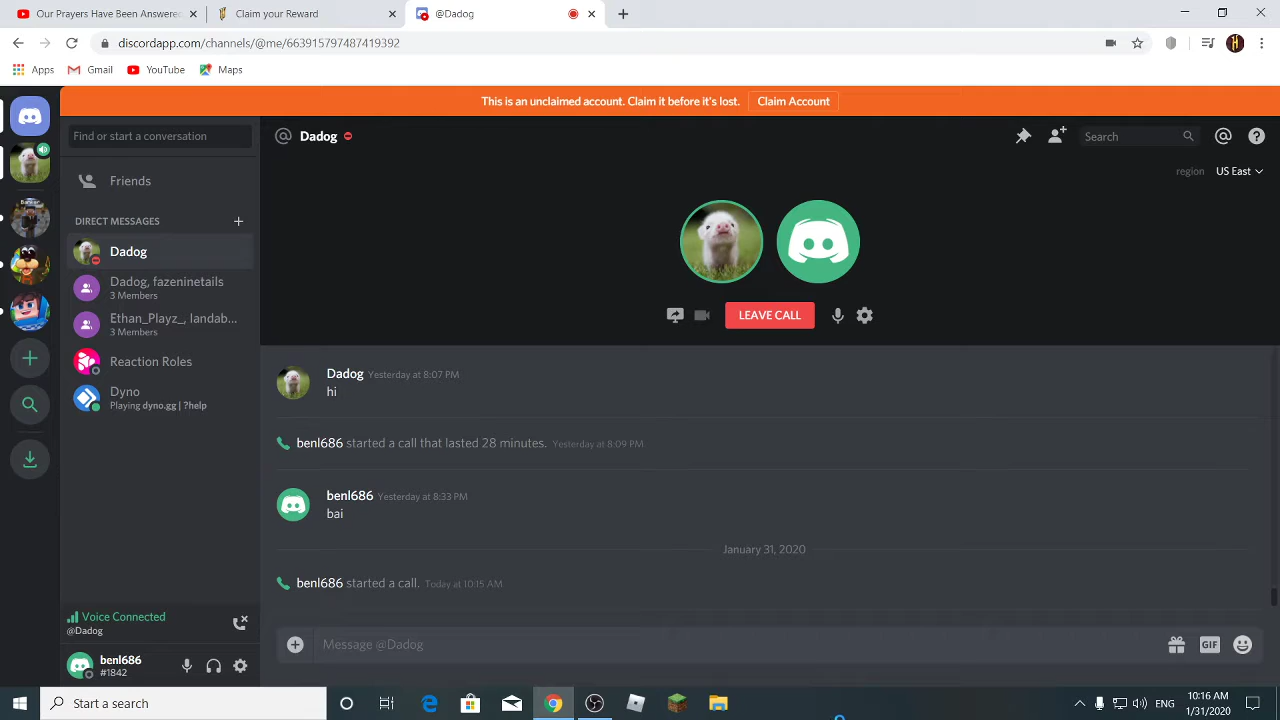 Our Prayers Have Been Answered
Claim your Reward
@Dadog
discordapp.com/channels/@me/663915797487419392
Apps
Gmail
YouTube
Maps
This is an unclaimed account. Claim it before it's lost.
Claim Account
Find or start a conversation
Dadog
Search
region
US East
Friends
DIRECT MESSAGES
Dadog
Dadog, fazeninetails
3 Members
Ethan_Playz_, landab...
3 Members
Reaction Roles
Dyno
Playing dyno.gg | ?help
LEAVE CALL
Dadog Yesterday at 8:07 PM
hi
benl686 started a call that lasted 28 minutes. Yesterday at 8:09 PM
benl686 Yesterday at 8:33 PM
bai
January 31, 2020
benl686 started a call. Today at 10:15 AM
Voice Connected
@Dadog
Message @Dadog
GIF
benl686
#1842
Start a search
ENG
10:16 AM
1/31/2020